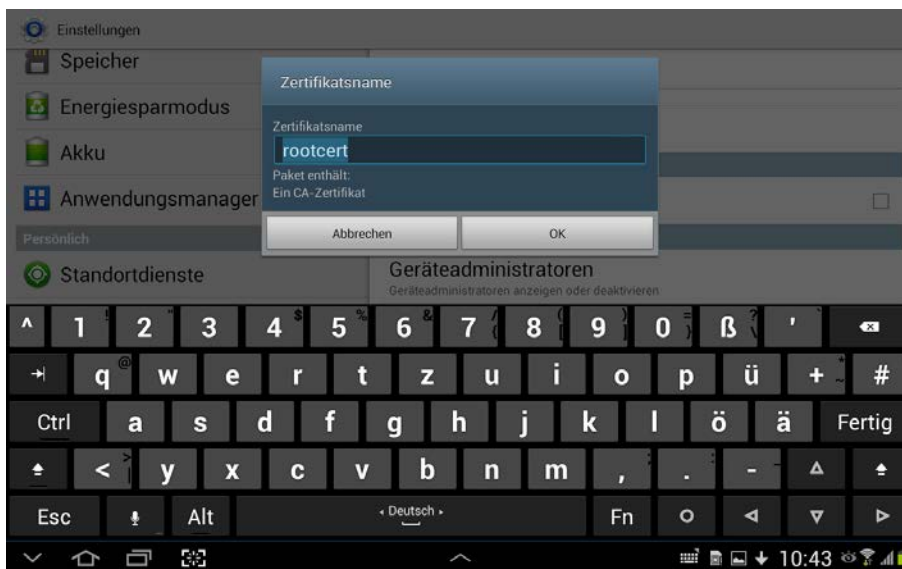 Einstellungen
Speicher
Energiesparmodus
Akku
Anwendungsmanager
Persönlich
Standortdienste
Zertifikatsname
Zertifikatsname
rootcert
Paket enthält:
Ein CA-Zertifikat
Abbrechen OK
Geräteadministratoren
Geräteadministratoren anzeigen oder deaktivieren
^ 1 ! 2 " 3 4 $ 5 % 6 & 7 / { 8 ( [ 9 ) ] 0 = } ß ? \ ' `
q @ w e r t z u i o p ü + * ~ #
Ctrl a s d f g h j k l ö ä Fertig
< > | y x c v b n m , ; . : - _
Esc Alt Deutsch Fn
10:43